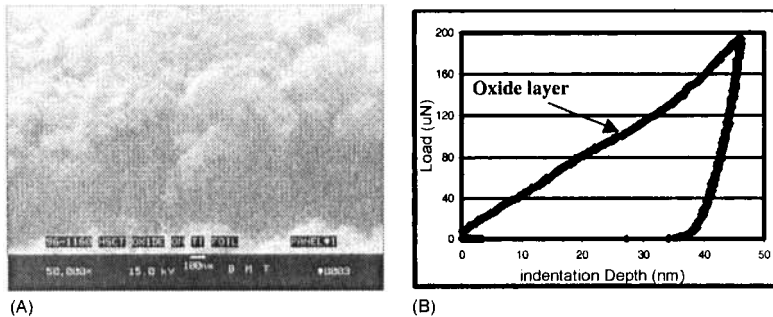 96-1160 HSCT OXIDE ON TI FOIL PANEL#1
50,000× 15.0 kV 100nm B M T #0003
(A)
B
200
160
120
80
40
0
Load (uN)
Oxide layer
0 10 20 30 40 50
indentation Depth (nm)
(B)